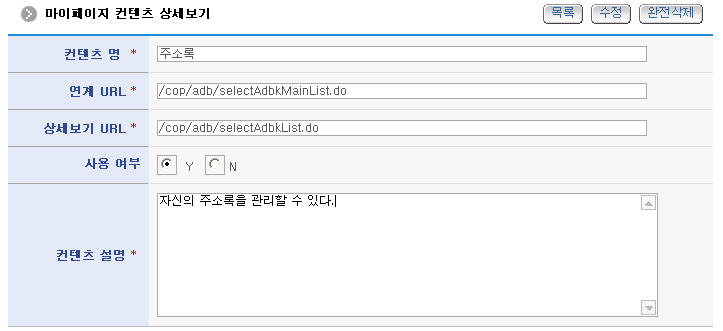 마이페이지 컨텐츠 상세보기
목록 수정 완전삭제
컨텐츠 명 * 주소록
연계 URL * /cop/adb/selectAdbkMainList.do
상세보기 URL * /cop/adb/selectAdbkList.do
사용 여부 Y N
컨텐츠 설명 * 자신의 주소록을 관리할 수 있다.